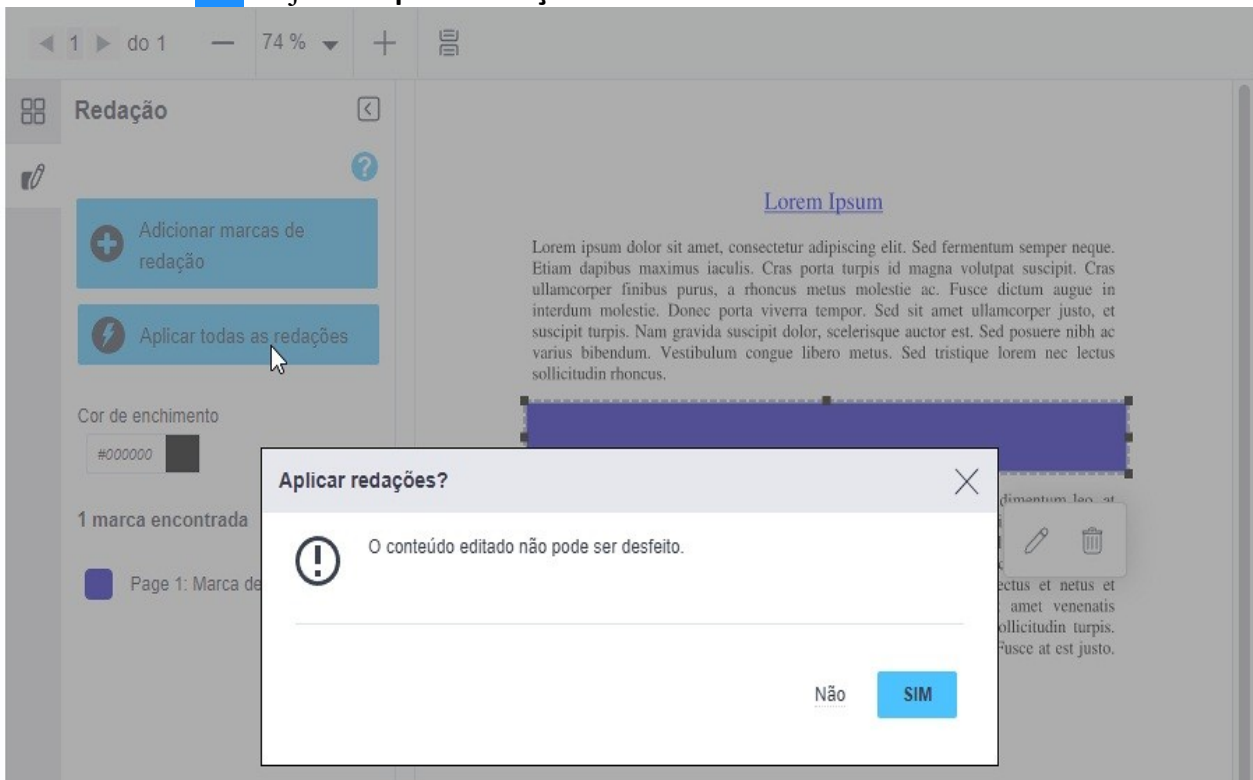 1 do 1 74 %
Redação
Adicionar marcas de
redação
Aplicar todas as redações
Cor de enchimento
#000000
1 marca encontrada
Page 1: Marca de
Lorem Ipsum
Lorem ipsum dolor sit amet, consectetur adipiscing elit. Sed fermentum semper neque.
Etiam dapibus maximus iaculis. Cras porta turpis id magna volutpat suscipit. Cras
ullamcorper finibus purus, a rhoncus metus molestie ac. Fusce dictum augue in
interdum molestie. Donec porta viverra tempor. Sed sit amet ullamcorper justo, et
suscipit turpis. Nam gravida suscipit dolor, scelerisque auctor est. Sed posuere nibh ac
varius bibendum. Vestibulum congue libero metus. Sed tristique lorem nec lectus
sollicitudin rhoncus.
dimentum leo, at
ectus et netus et
amet venenatis
ollicitudin turpis.
Fusce at est justo.
Aplicar redações?
O conteúdo editado não pode ser desfeito.
Não
SIM